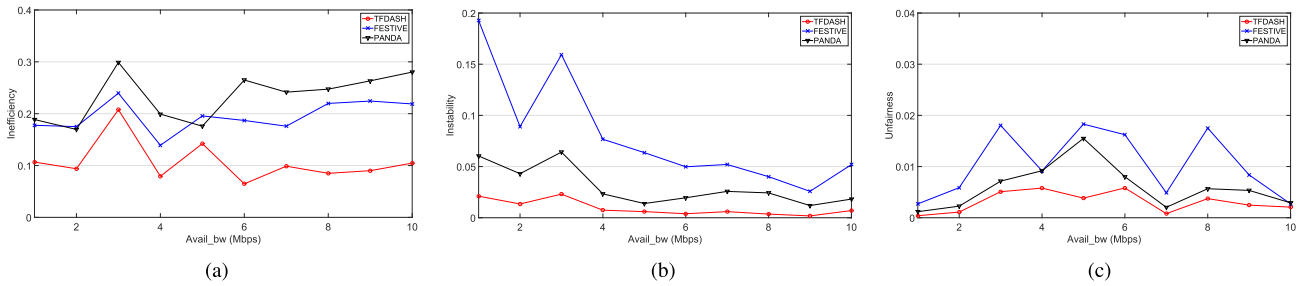 0.4
0.3
0.2
0.1
0
Inefficiency
2
4
6
8
10
Avail_bw (Mbps)
TFDASH
FESTIVE
PANDA
(a)
0.2
0.15
0.1
0.05
0
Instability
2
4
6
8
10
Avail_bw (Mbps)
TFDASH
FESTIVE
PANDA
(b)
0.04
0.03
0.02
0.01
0
Unfairness
2
4
6
8
10
Avail_bw (Mbps)
TFDASH
FESTIVE
PANDA
(c)